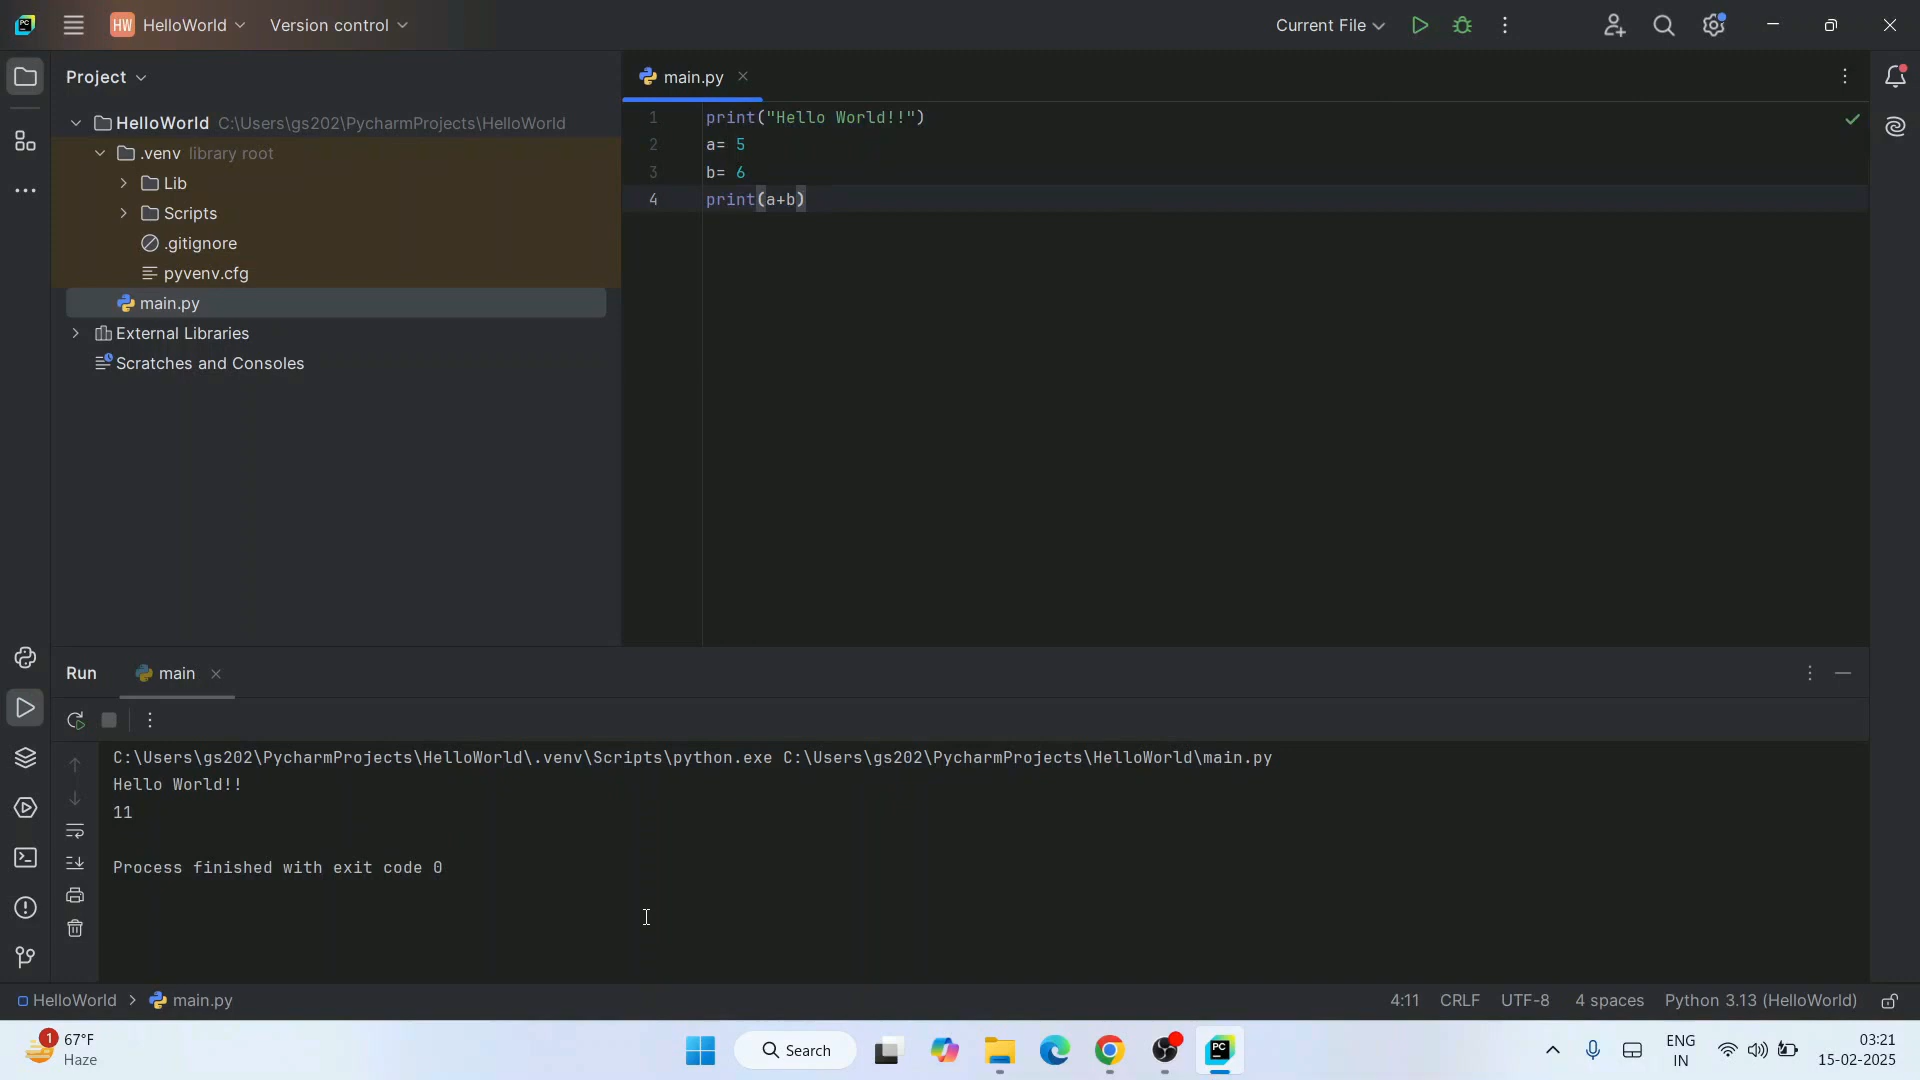 HW HelloWorld Version control Current File
Project
main.py
HelloWorld C:\Users\gs202\PycharmProjects\HelloWorld
.venv library root
Lib
Scripts
.gitignore
pyvenv.cfg
main.py
External Libraries
Scratches and Consoles
1 print("Hello World!!")
2 a= 5
3 b= 6
4 print(a+b)
Run main
C:\Users\gs202\PycharmProjects\HelloWorld\.venv\Scripts\python.exe C:\Users\gs202\PycharmProjects\HelloWorld\main.py
Hello World!!
11
Process finished with exit code 0
HelloWorld > main.py 4:11 CRLF UTF-8 4 spaces Python 3.13 (HelloWorld)
1 67°F
Haze
Search
PC
ENG
IN
03:21
15-02-2025